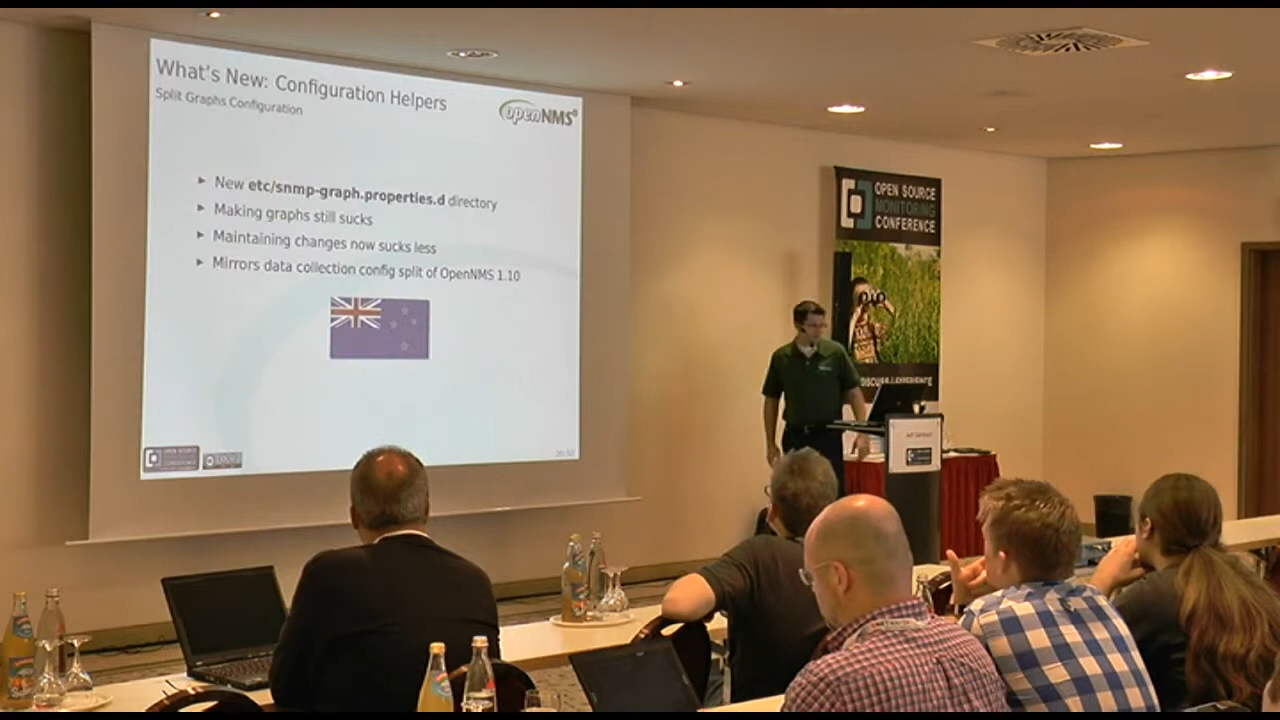 What's New: Configuration Helpers
Split Graphs Configuration
openNMS®
▸ New etc/snmp-graph.properties.d directory
▸ Making graphs still sucks
▸ Maintaining changes now sucks less
▸ Mirrors data collection config split of OpenNMS 1.10
OPEN SOURCE
MONITORING
CONFERENCE